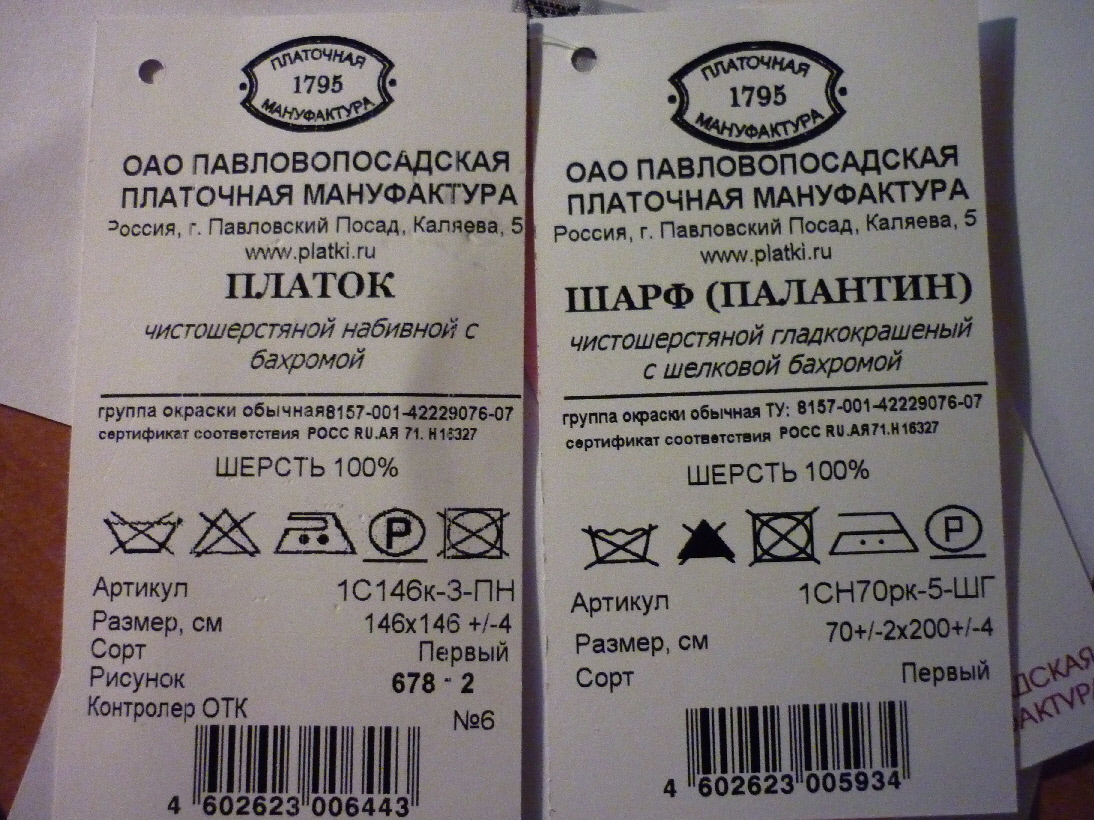 ПЛАТОЧНАЯ
1795
МАНУФАКТУРА
ОАО ПАВЛОВОПОСАДСКАЯ
ПЛАТОЧНАЯ МАНУФАКТУРА
Россия, г. Павловский Посад, Каляева, 5
www.platki.ru
ПЛАТОК
чистошерстяной набивной с
бахромой
группа окраски обычная8157-001-42229076-07
сертификат соответствия РОСС RU.АЯ 71. Н16327
ШЕРСТЬ 100%
P
Артикул 1С146к-3-ПН
Размер, см 146х146 +/-4
Сорт Первый
Рисунок 678 - 2
Контролер ОТК №6
4 602623 006443
ПЛАТОЧНАЯ
1795
МАНУФАКТУРА
ОАО ПАВЛОВОПОСАДСКАЯ
ПЛАТОЧНАЯ МАНУФАКТУРА
Россия, г. Павловский Посад, Каляева, 5
www.platki.ru
ШАРФ (ПАЛАНТИН)
чистошерстяной гладкокрашеный
с шелковой бахромой
группа окраски обычная ТУ: 8157-001-42229076-07
сертификат соответствия РОСС RU.АЯ71.Н16327
ШЕРСТЬ 100%
P
Артикул 1СН70рк-5-ШГ
Размер, см 70+/-2х200+/-4
Сорт Первый
4 602623 005934
ДСКАЯ
АКТУР